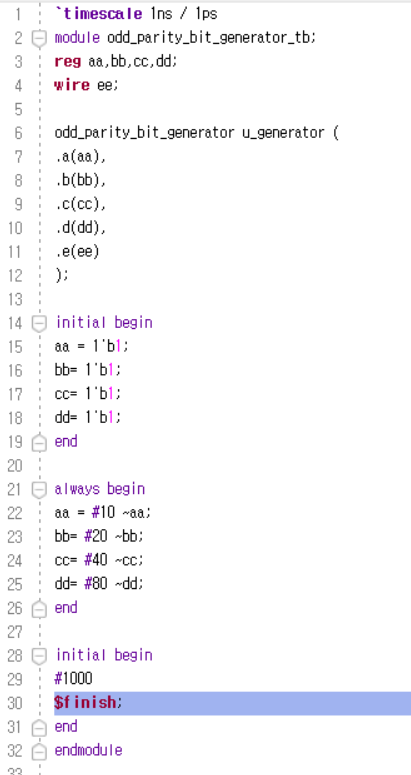 1 `timescale 1ns / 1ps
2 module odd_parity_bit_generator_tb;
3 reg aa,bb,cc,dd;
4 wire ee;
5
6 odd_parity_bit_generator u_generator (
7 .a(aa),
8 .b(bb),
9 .c(cc),
10 .d(dd),
11 .e(ee)
12 );
13
14 initial begin
15 aa = 1'b1;
16 bb= 1'b1;
17 cc= 1'b1;
18 dd= 1'b1;
19 end
20
21 always begin
22 aa = #10 ~aa;
23 bb= #20 ~bb;
24 cc= #40 ~cc;
25 dd= #80 ~dd;
26 end
27
28 initial begin
29 #1000
30 $finish;
31 end
32 endmodule
33